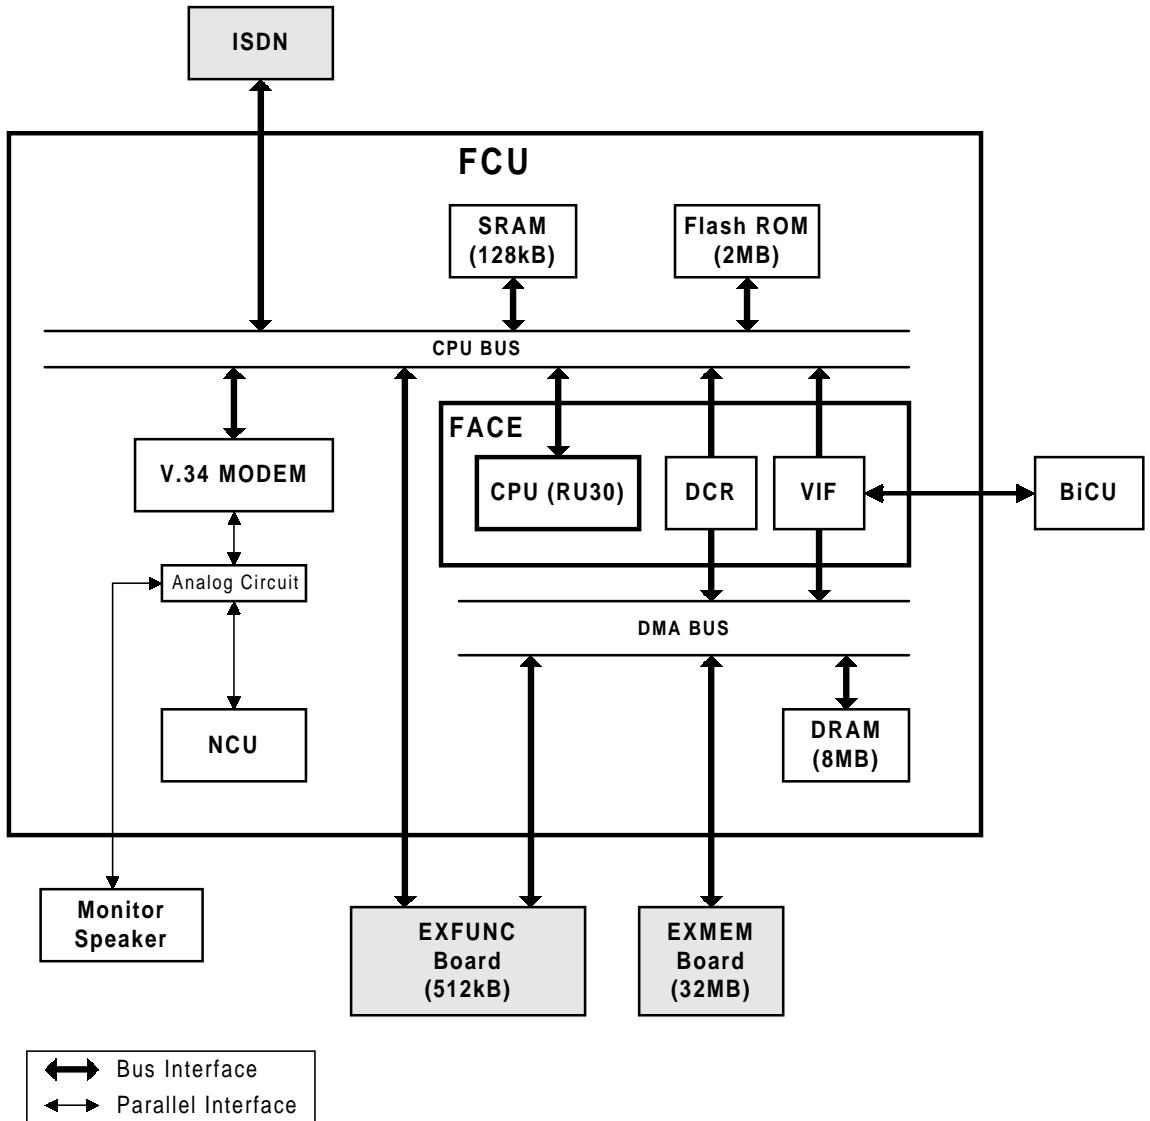 ISDN
FCU
SRAM
(128kB)
Flash ROM
(2MB)
CPU BUS
FACE
V.34 MODEM
CPU (RU30)
DCR
VIF
BiCU
Analog Circuit
DMA BUS
NCU
DRAM
(8MB)
Monitor
Speaker
EXFUNC
Board
(512kB)
EXMEM
Board
(32MB)
Bus Interface
Parallel Interface